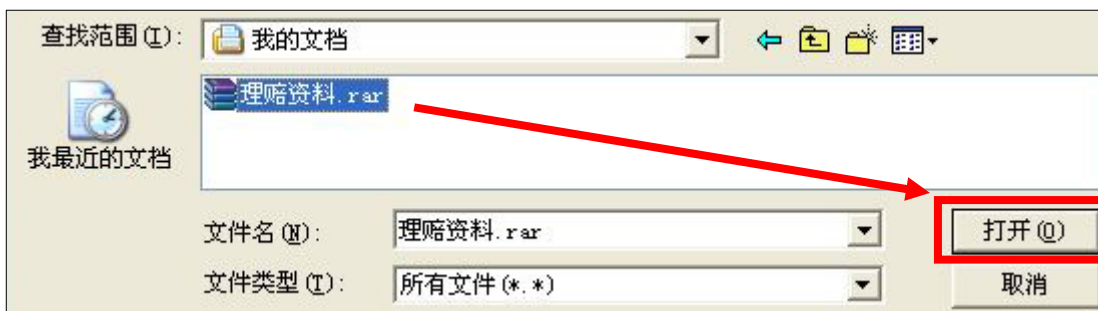 查找范围(I): 我的文档
理赔资料.rar
我最近的文档
文件名(N): 理赔资料.rar 打开(O)
文件类型(T): 所有文件(*.*) 取消